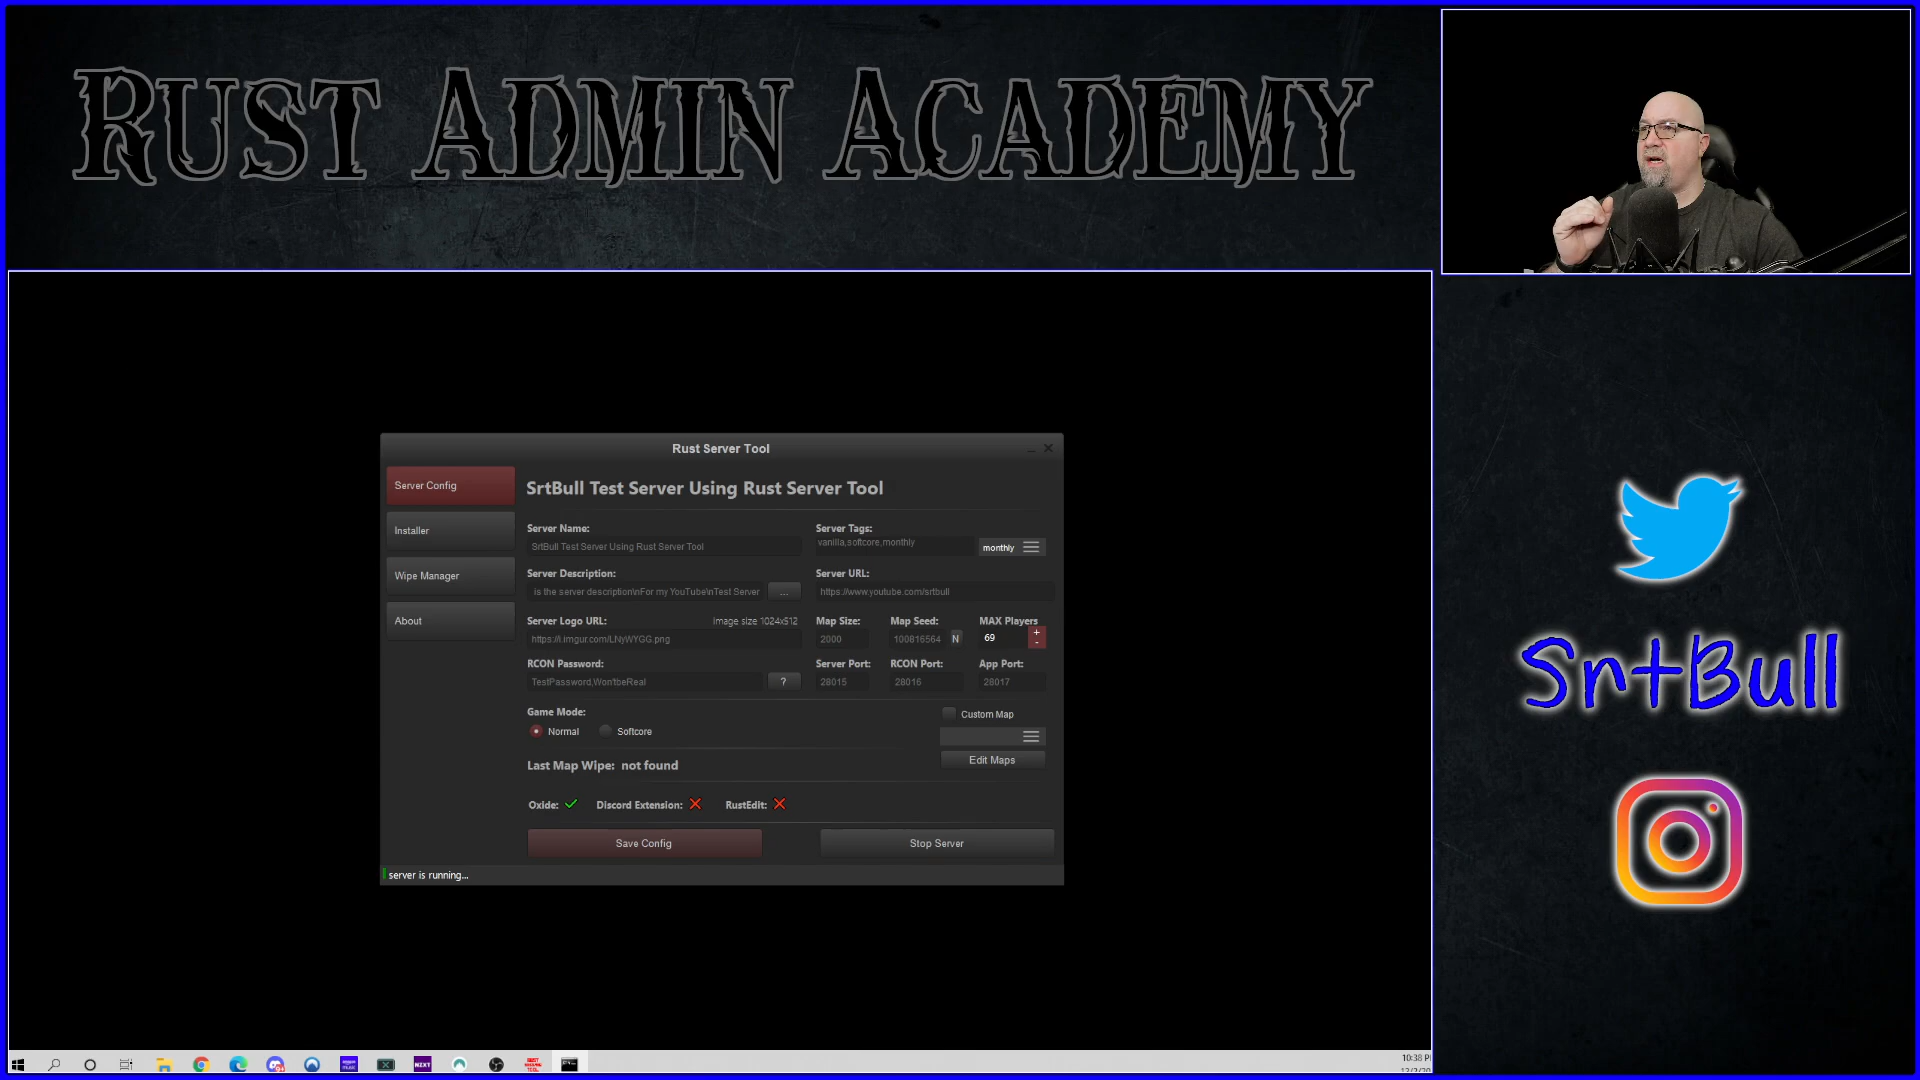 RUST ADMIN ACADEMY
Rust Server Tool
Server Config
Installer
Wipe Manager
About
SrtBull Test Server Using Rust Server Tool
Server Name:
SrtBull Test Server Using Rust Server Tool
Server Tags:
vanilla,softcore,monthly
monthly
Server Description:
is the server description\nFor my YouTube\nTest Server
...
Server URL:
https://www.youtube.com/srtbull
Server Logo URL:
Image size 1024x512
https://i.imgur.com/LNyWYGG.png
Map Size:
2000
Map Seed:
100816564
N
MAX Players
69
+
-
RCON Password:
TestPassword,Won'tbeReal
?
Server Port:
28015
RCON Port:
28016
App Port:
28017
Game Mode:
Normal
Softcore
Custom Map
Edit Maps
Last Map Wipe: not found
Oxide:
Discord Extension:
RustEdit:
Save Config
Stop Server
server is running...
SrtBull
NZXT
10:38 P